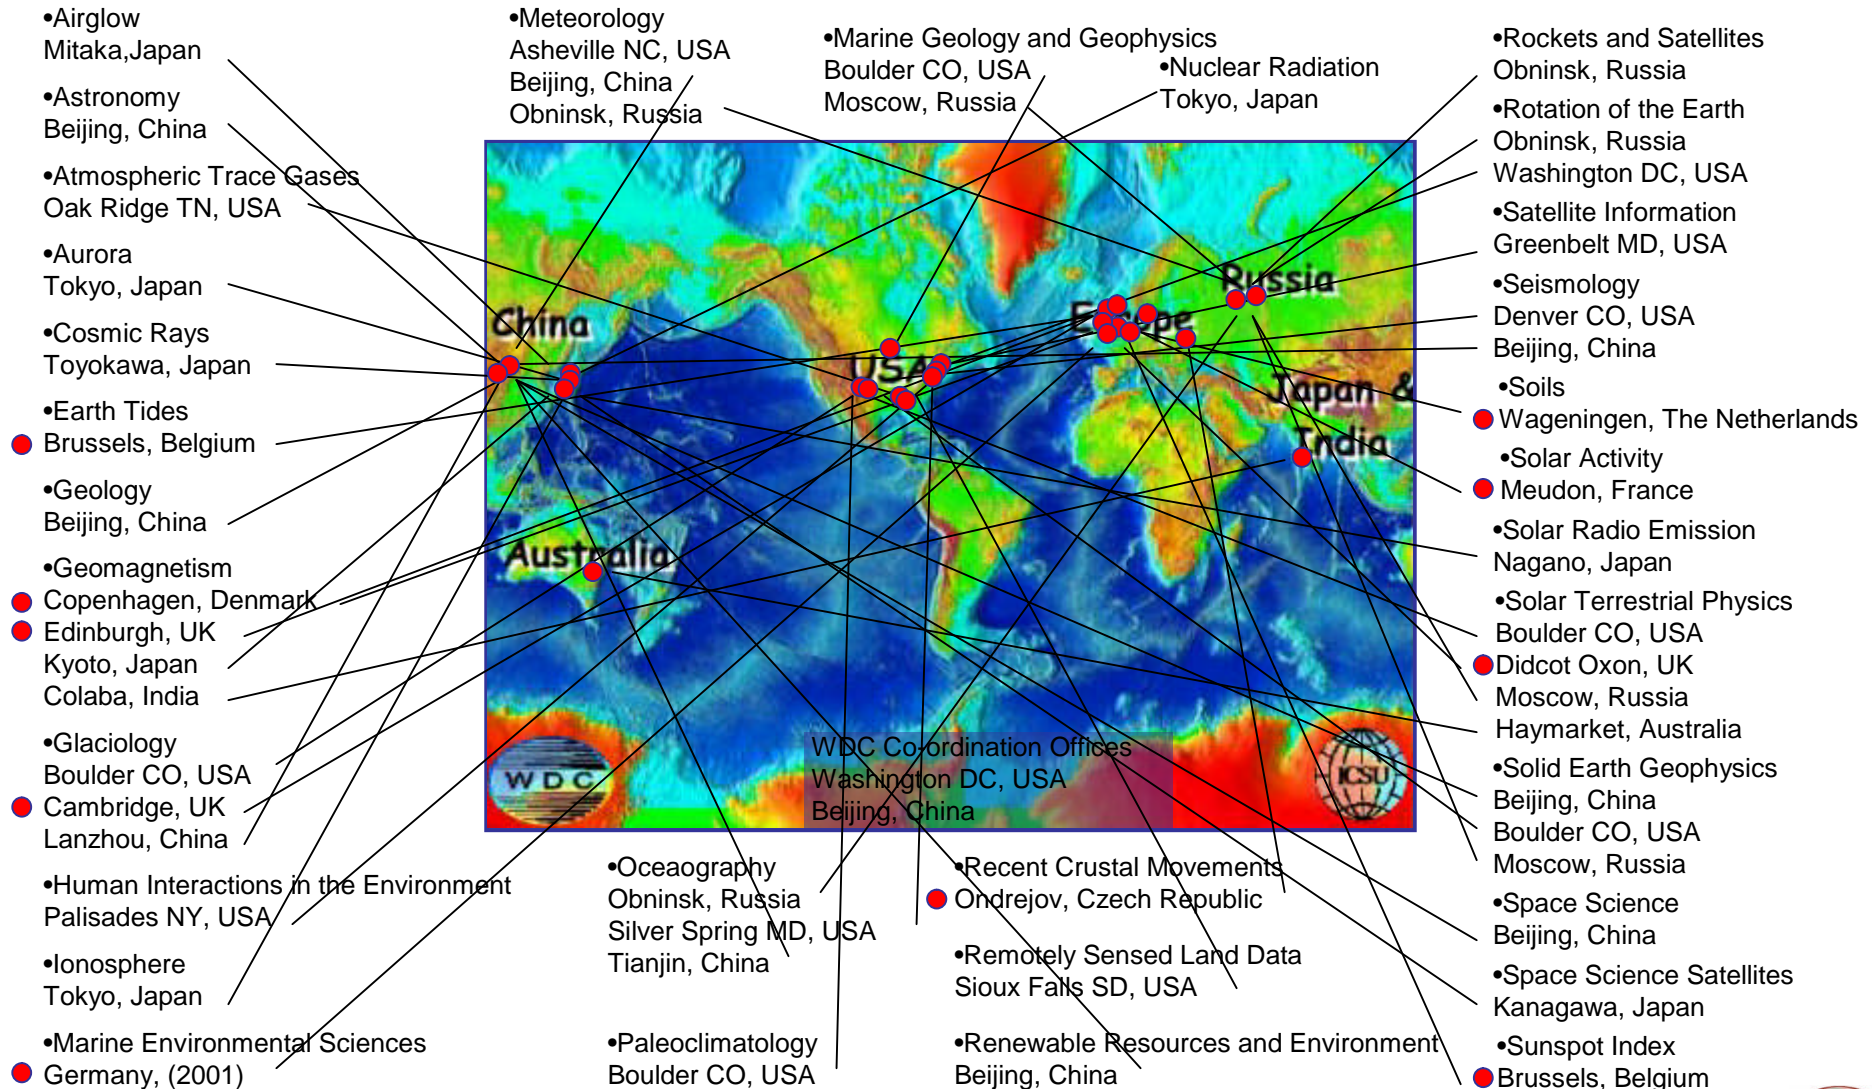 •Airglow
Mitaka,Japan
•Astronomy
Beijing, China
•Atmospheric Trace Gases
Oak Ridge TN, USA
•Aurora
Tokyo, Japan
•Cosmic Rays
Toyokawa, Japan
•Earth Tides
Brussels, Belgium
•Geology
Beijing, China
•Geomagnetism
Copenhagen, Denmark
Edinburgh, UK
Kyoto, Japan
Colaba, India
•Glaciology
Boulder CO, USA
Cambridge, UK
Lanzhou, China
•Human Interactions in the Environment
Palisades NY, USA
•Ionosphere
Tokyo, Japan
•Marine Environmental Sciences
Germany, (2001)
•Meteorology
Asheville NC, USA
Beijing, China
Obninsk, Russia
•Marine Geology and Geophysics
Boulder CO, USA
Moscow, Russia
•Nuclear Radiation
Tokyo, Japan
China
USA
Europe
Russia
Japan &
India
Australia
WDC
WDC Co-ordination Offices
Washington DC, USA
Beijing, China
ICSU
•Oceaography
Obninsk, Russia
Silver Spring MD, USA
Tianjin, China
•Paleoclimatology
Boulder CO, USA
•Recent Crustal Movements
Ondrejov, Czech Republic
•Remotely Sensed Land Data
Sioux Falls SD, USA
•Renewable Resources and Environment
Beijing, China
•Rockets and Satellites
Obninsk, Russia
•Rotation of the Earth
Obninsk, Russia
Washington DC, USA
•Satellite Information
Greenbelt MD, USA
•Seismology
Denver CO, USA
Beijing, China
•Soils
Wageningen, The Netherlands
•Solar Activity
Meudon, France
•Solar Radio Emission
Nagano, Japan
•Solar Terrestrial Physics
Boulder CO, USA
Didcot Oxon, UK
Moscow, Russia
Haymarket, Australia
•Solid Earth Geophysics
Beijing, China
Boulder CO, USA
Moscow, Russia
•Space Science
Beijing, China
•Space Science Satellites
Kanagawa, Japan
•Sunspot Index
Brussels, Belgium